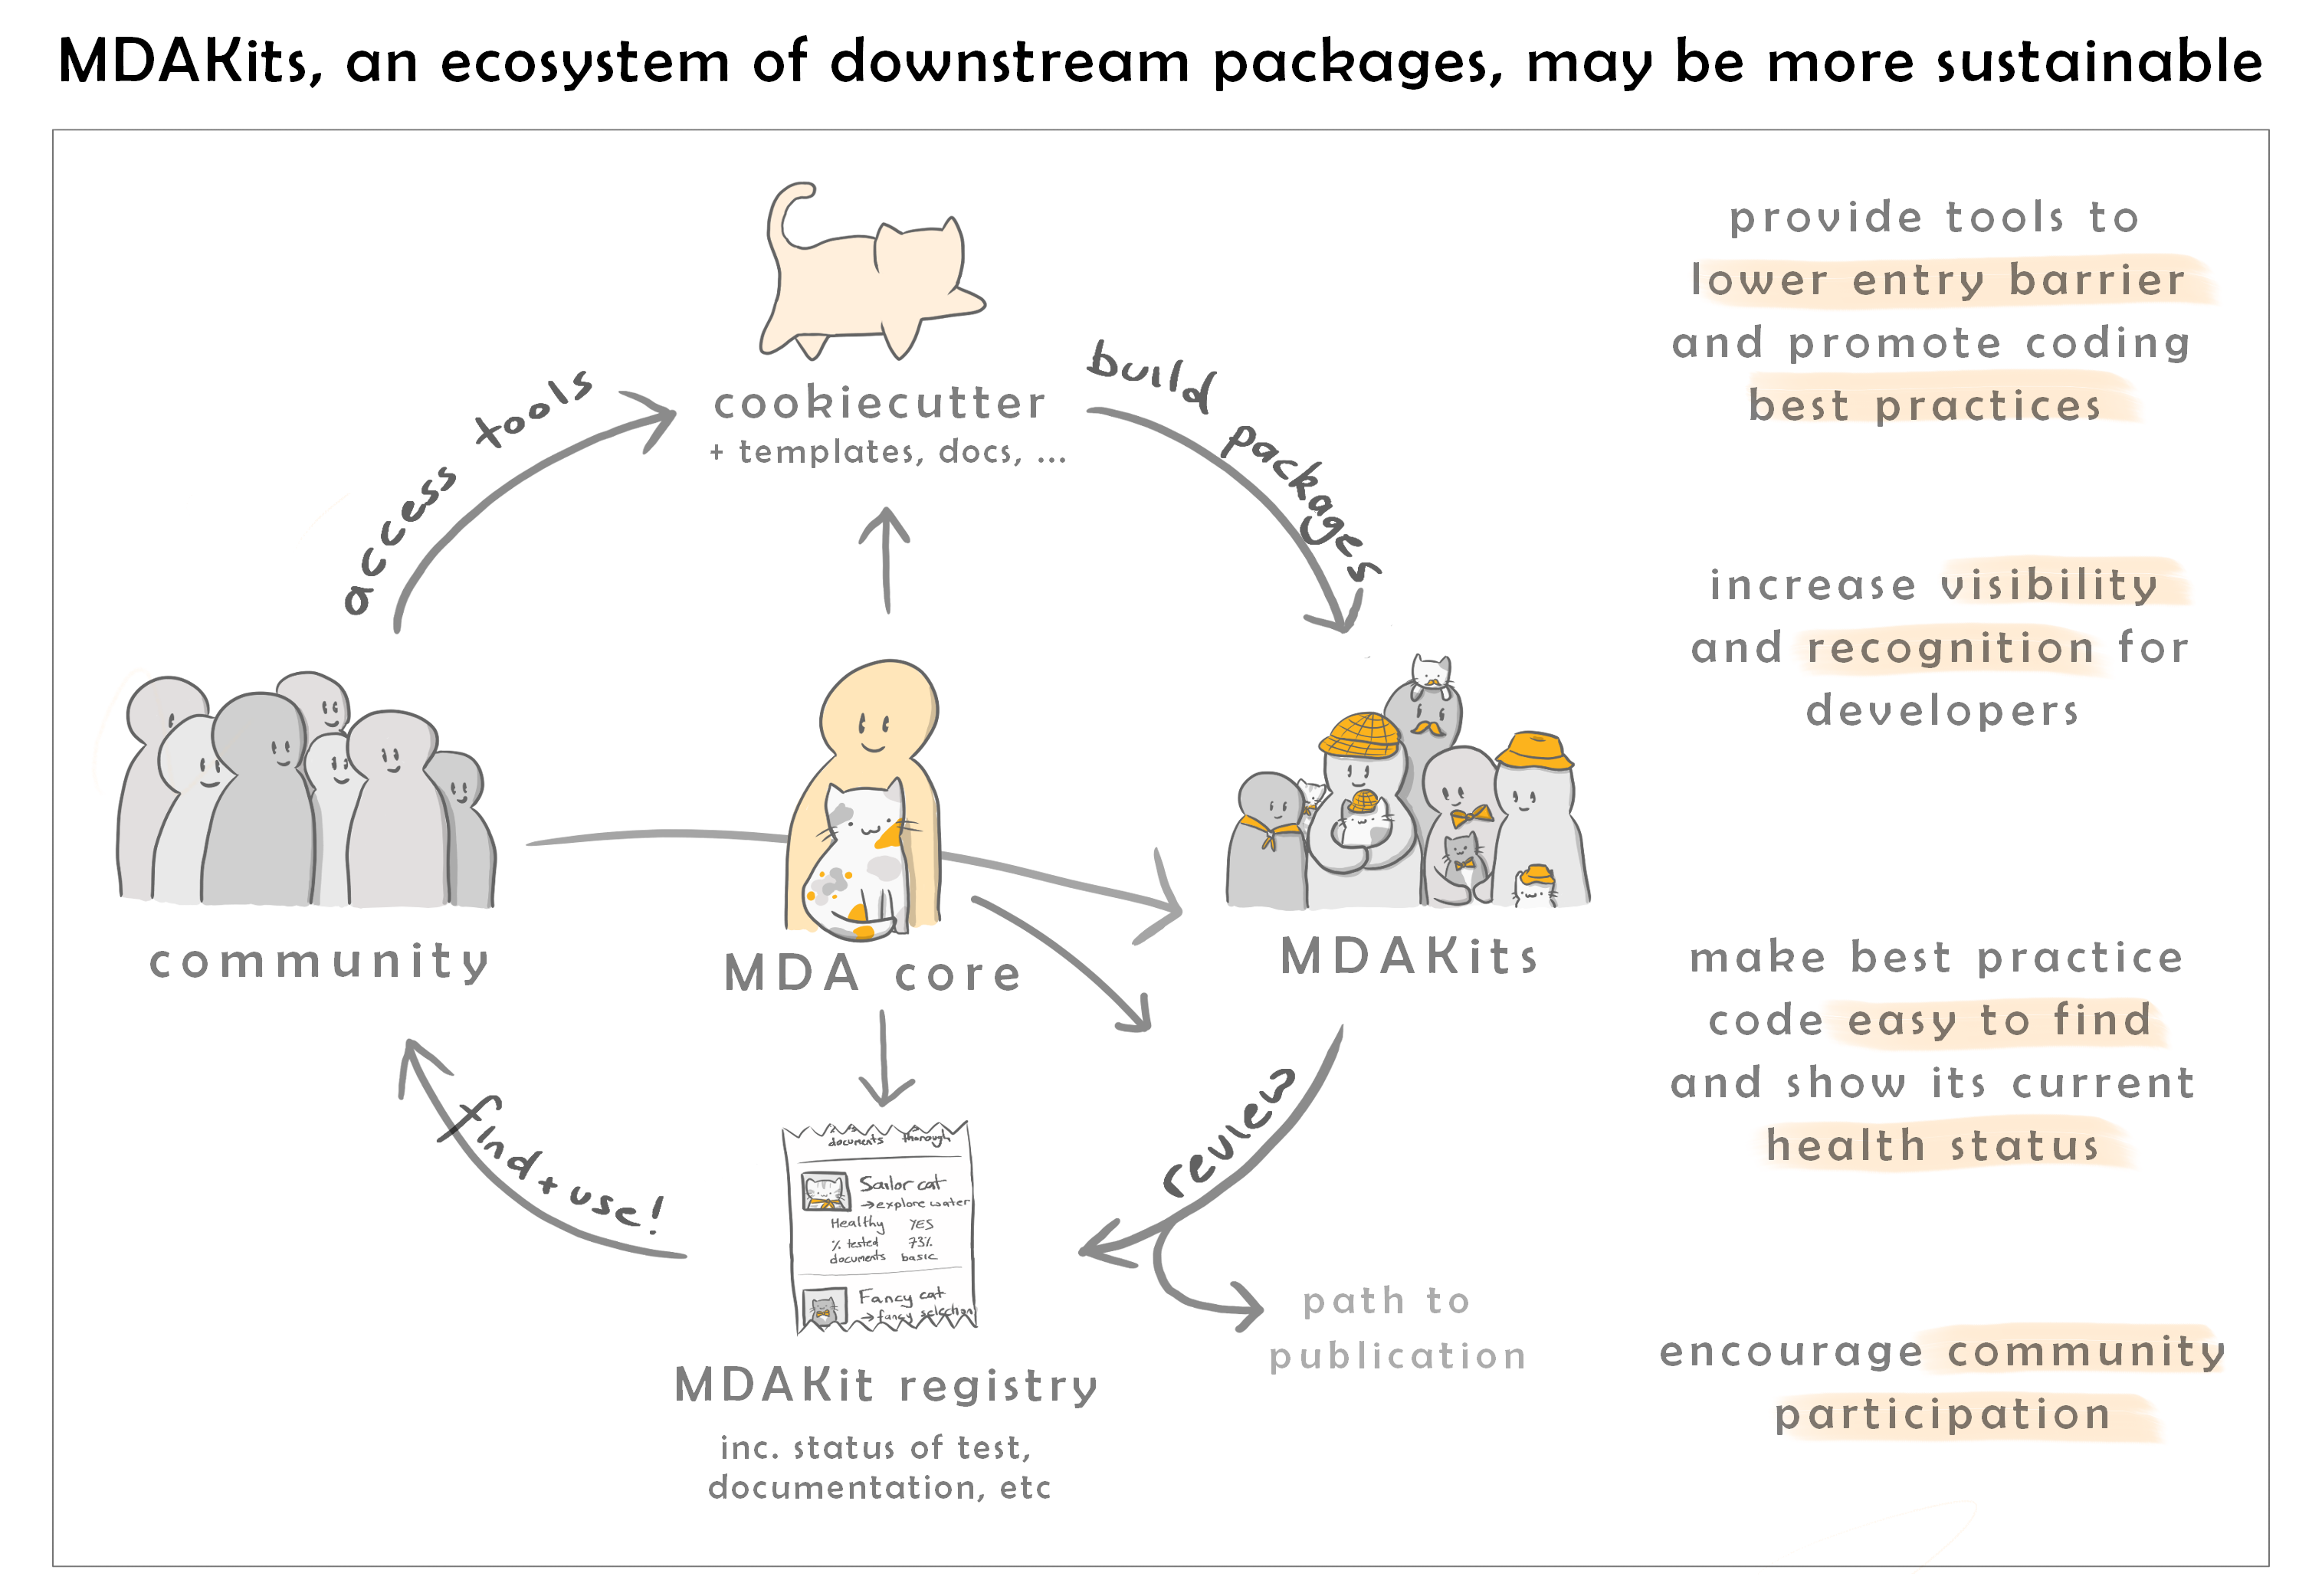 MDAKits, an ecosystem of downstream packages, may be more sustainable
access tools
cookiecutter
+ templates, docs, ...
build packages
community
MDA core
MDAKits
find + use!
review
documents thorough
Sailor cat
→ explore water
Healthy YES
% tested 73%
documents basic
Fancy cat
→ fancy selection
MDAKit registry
inc. status of test,
documentation, etc
path to
publication
provide tools to
lower entry barrier
and promote coding
best practices
increase visibility
and recognition for
developers
make best practice
code easy to find
and show its current
health status
encourage community
participation